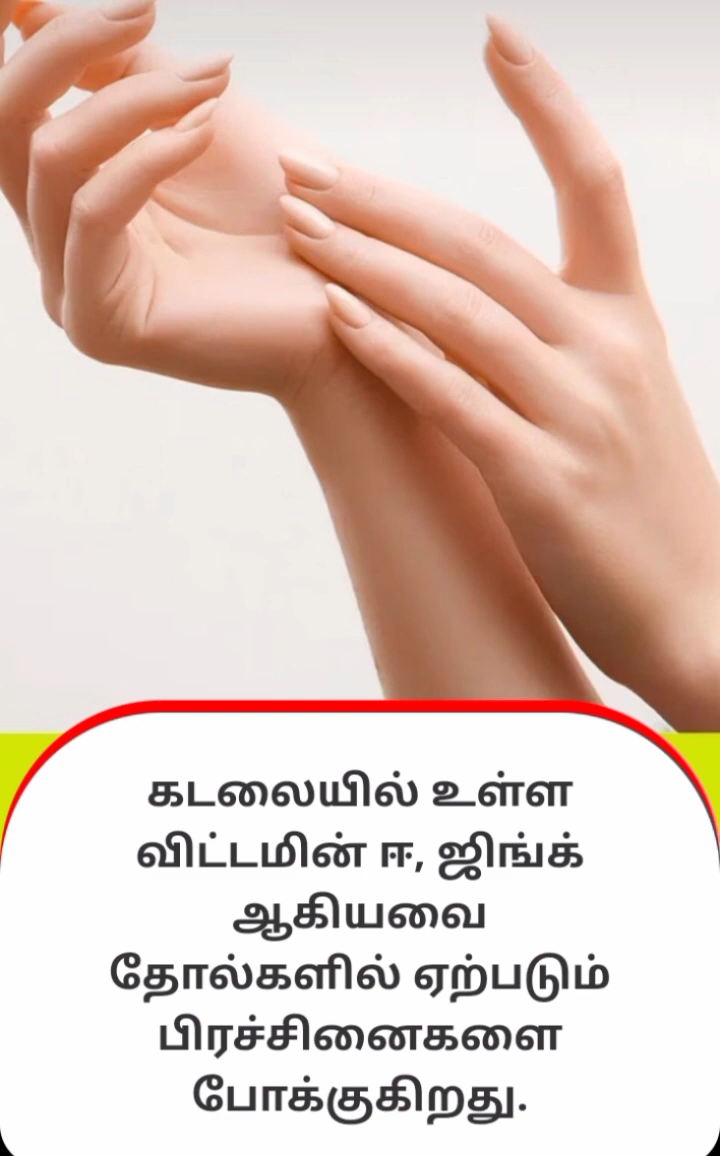 கடலையில் உள்ள
விட்டமின் ஈ, ஜிங்க்
ஆகியவை
தோல்களில் ஏற்படும்
பிரச்சினைகளை
போக்குகிறது.